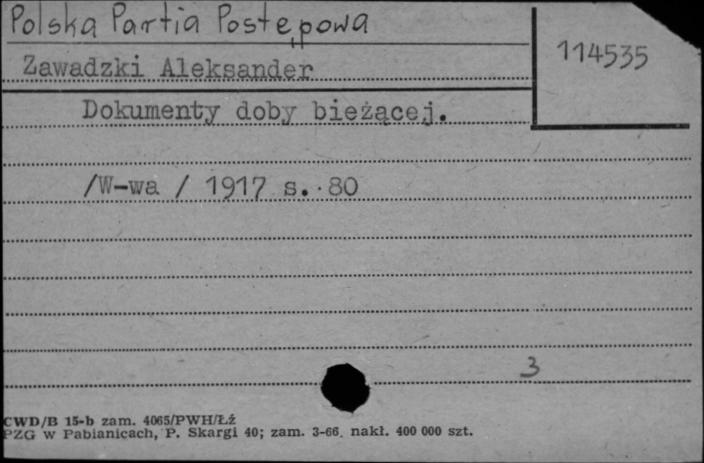 Polska Partia Postępowa
114535
Zawadzki Aleksander
Dokumenty doby bieżącej.
/W-wa / 1917 s. 80
3
CWD/B 15-b zam. 4065/PWH/Łź
PZG w Pabianicach, P. Skargi 40; zam. 3-66. nakł. 400 000 szt.